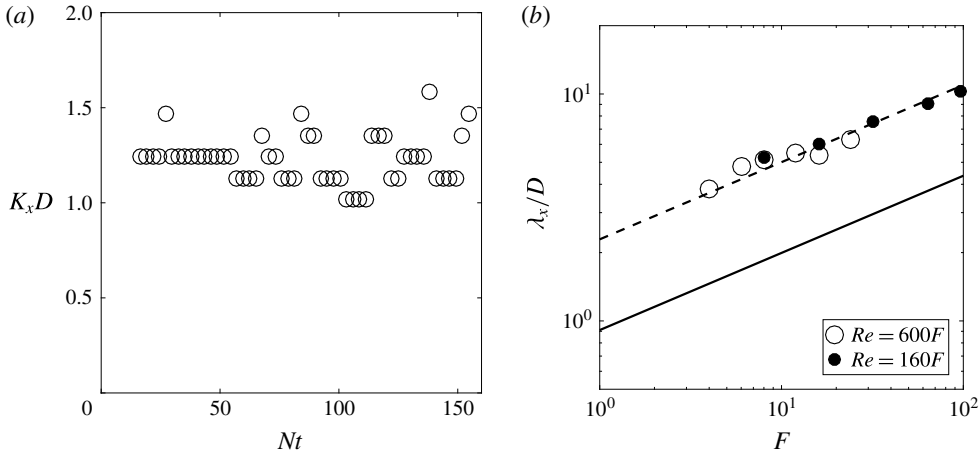 (a)
2.0
1.5
K_xD
1.0
0.5
0
50
100
150
Nt
(b)
10^1
λ_x/D
10^0
Re = 600F
Re = 160F
10^0
10^1
10^2
F